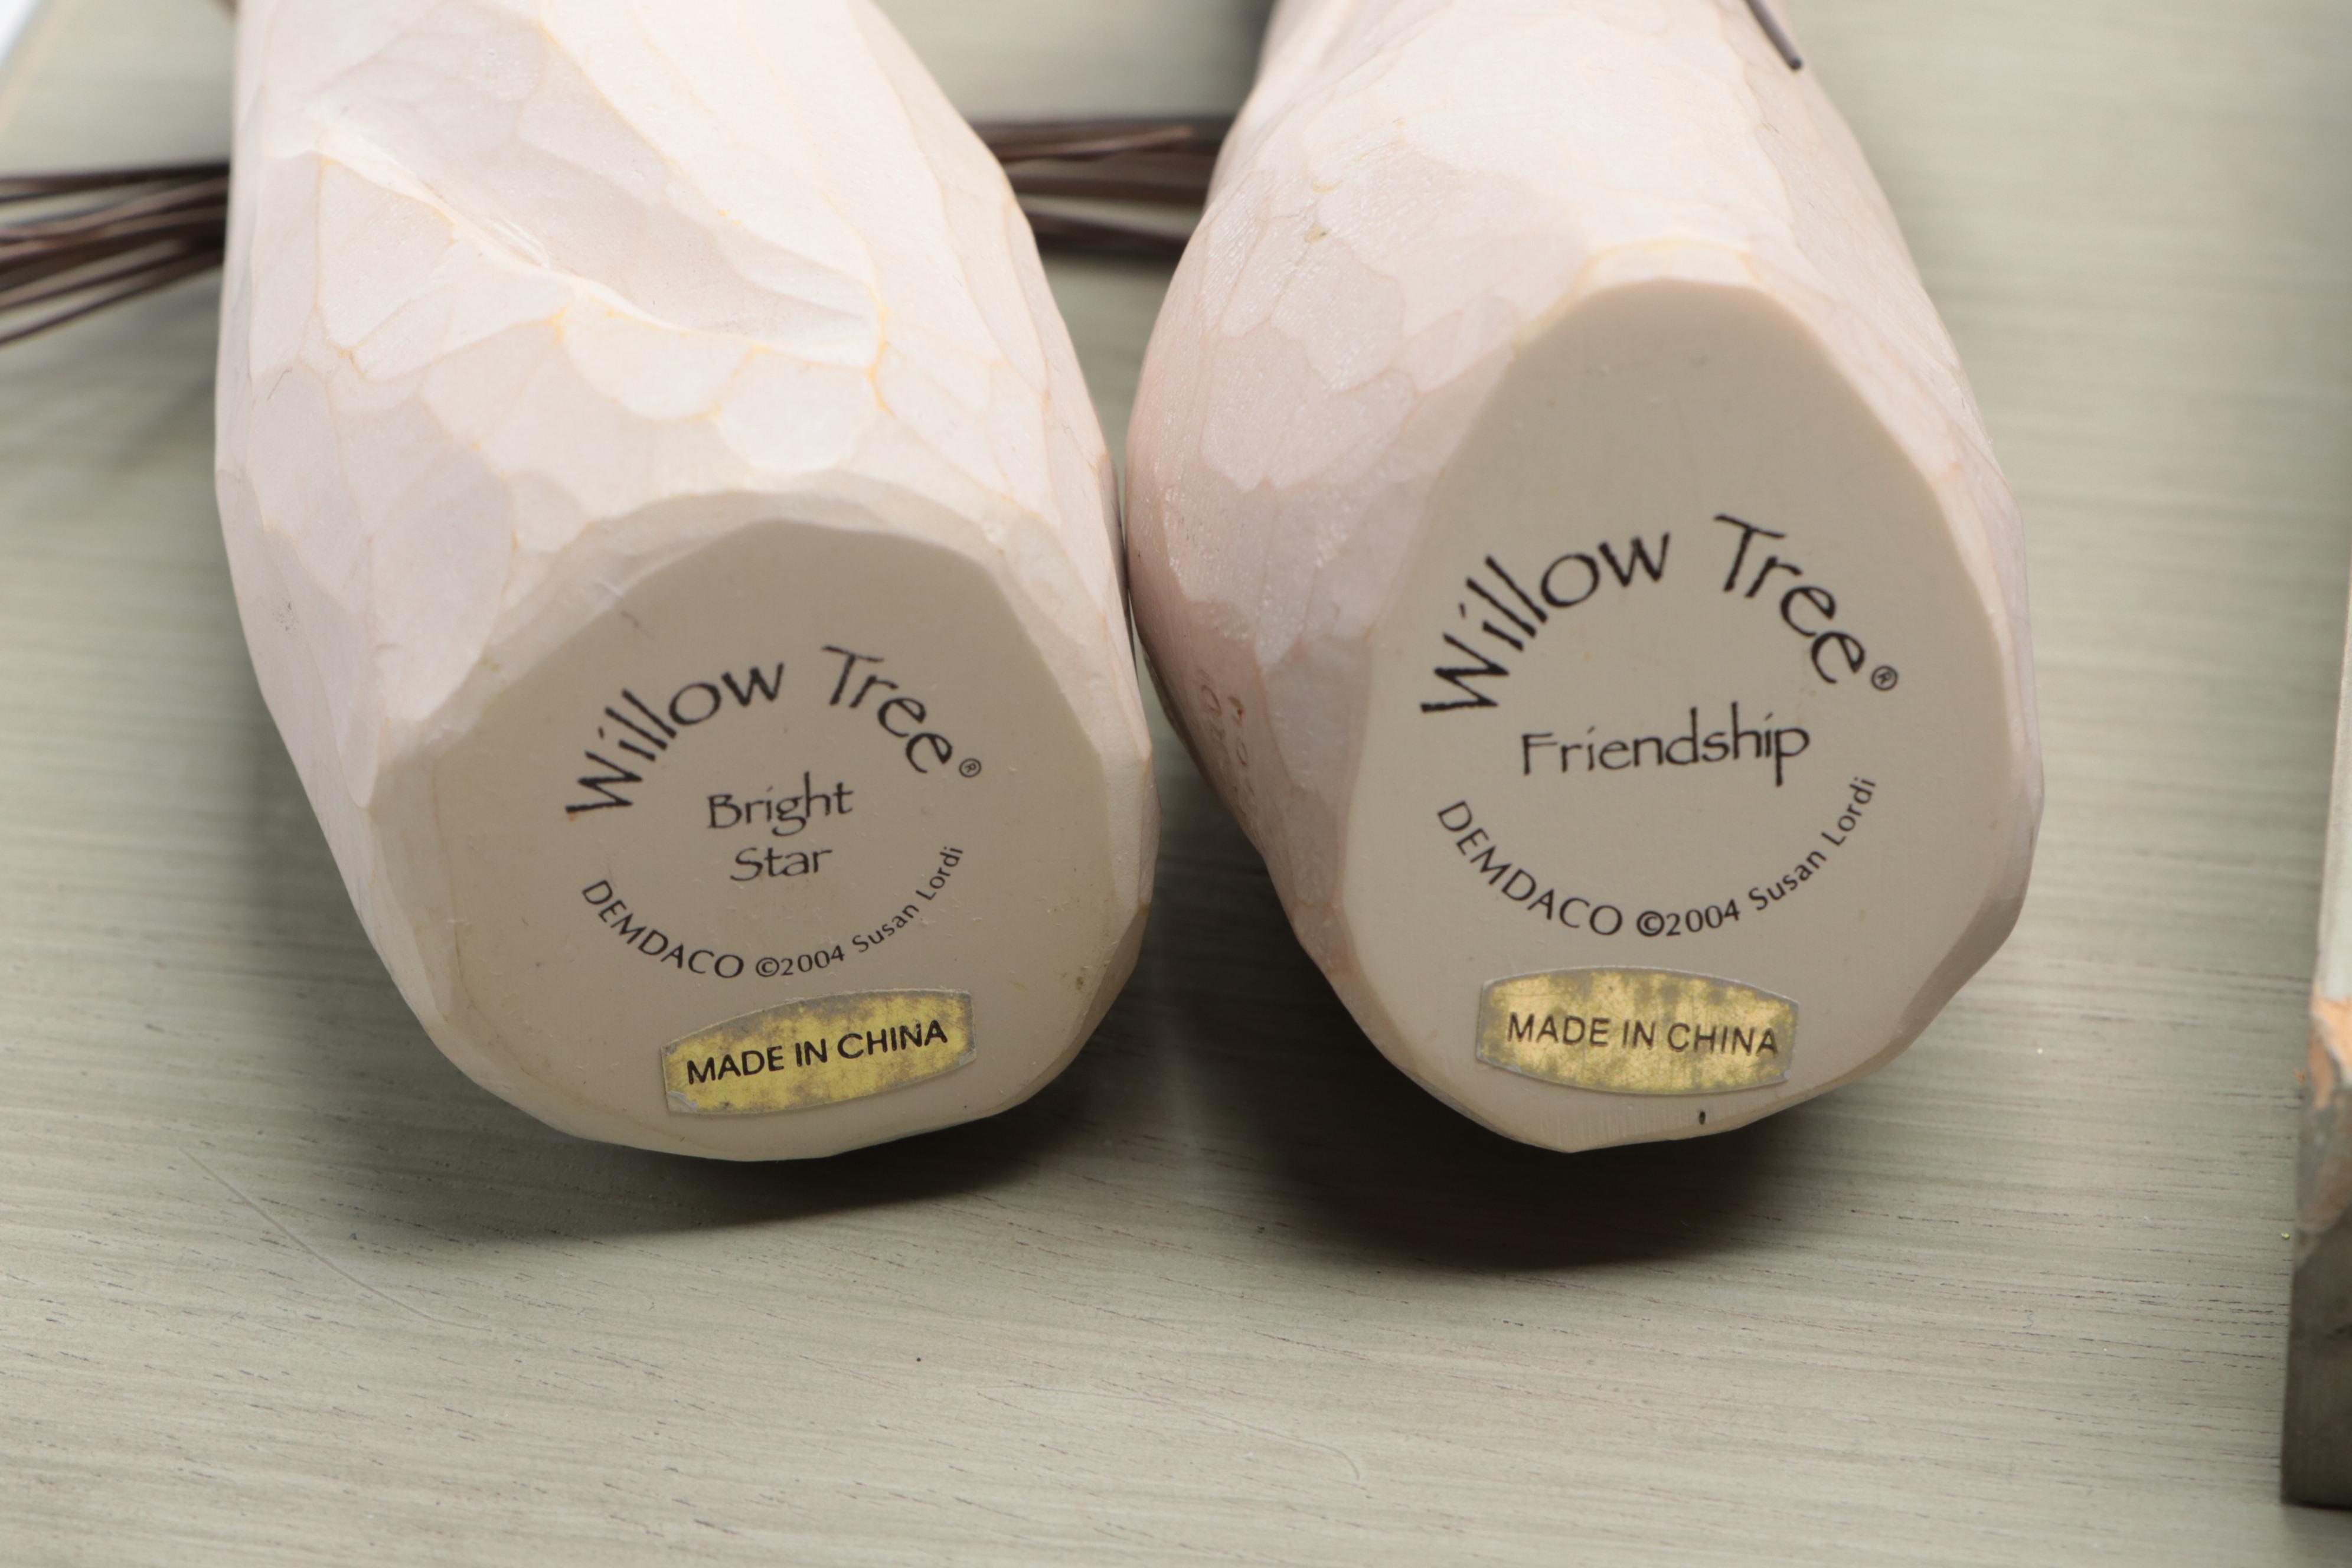 Willow Tree®
Bright
Star
DEMDACO ©2004 Susan Lordi
MADE IN CHINA
Willow Tree®
Friendship
DEMDACO ©2004 Susan Lordi
MADE IN CHINA